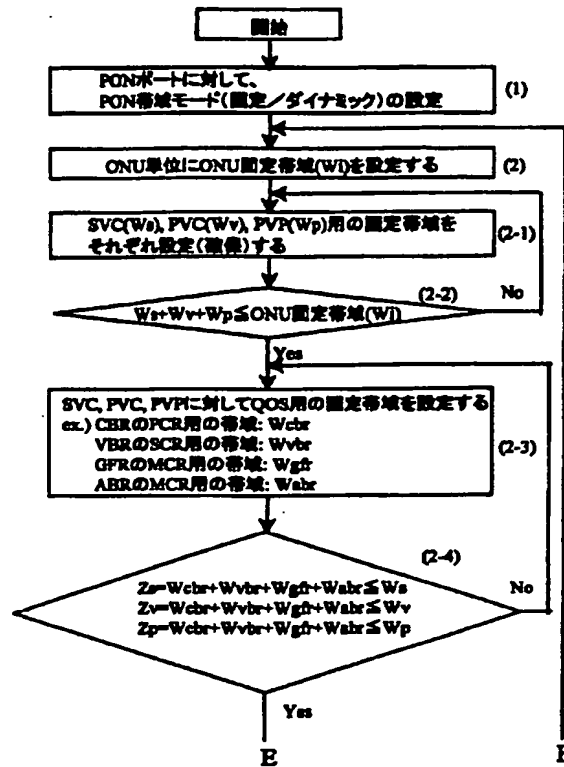 開始
PONポートに対して、
PON帯域モード(固定／ダイナミック)の設定
(1)
ONU単位にONU固定帯域(Wi)を設定する
(2)
SVC(Ws), PVC(Wv), PVP(Wp)用の固定帯域を
それぞれ設定(確保)する
(2-1)
(2-2)
No
Ws+Wv+Wp≦ONU固定帯域(Wi)
Yes
SVC, PVC, PVPに対してQOS用の固定帯域を設定する
ex.) CBRのPCR用の帯域: Wcbr
VBRのSCR用の帯域: Wvbr
GFRのMCR用の帯域: Wgfr
ABRのMCR用の帯域: Wabr
(2-3)
(2-4)
No
Zs=Wcbr+Wvbr+Wgfr+Wabr≦Ws
Zv=Wcbr+Wvbr+Wgfr+Wabr≦Wv
Zp=Wcbr+Wvbr+Wgfr+Wabr≦Wp
Yes
E